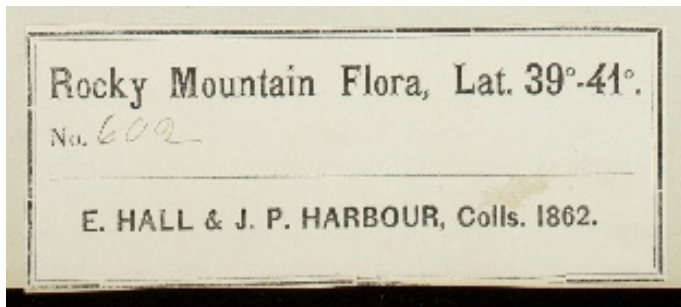 Rocky Mountain Flora, Lat. 39°-41°.
No. 602
E. HALL & J. P. HARBOUR, Colls. 1862.